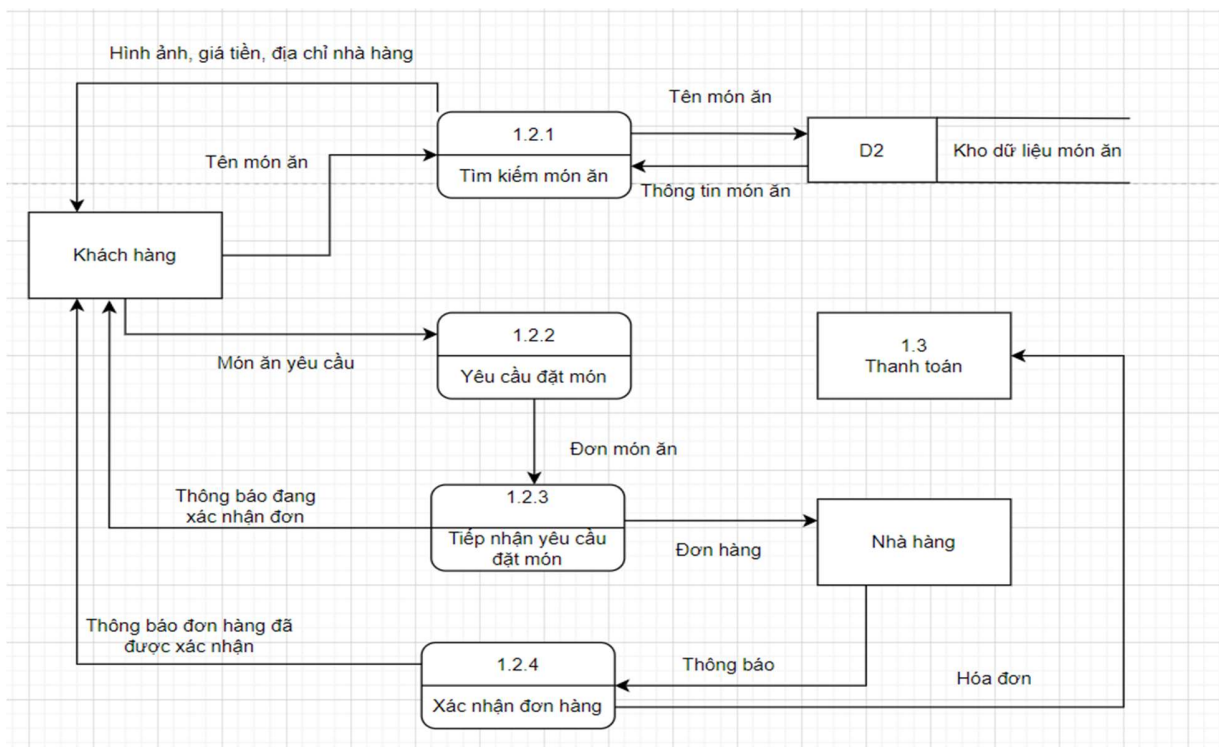 Hình ảnh, giá tiền, địa chỉ nhà hàng
Tên món ăn
1.2.1
Tìm kiếm món ăn
Tên món ăn
Thông tin món ăn
D2
Kho dữ liệu món ăn
Khách hàng
Món ăn yêu cầu
1.2.2
Yêu cầu đặt món
1.3
Thanh toán
Đơn món ăn
Thông báo đang
xác nhận đơn
1.2.3
Tiếp nhận yêu cầu
đặt món
Đơn hàng
Nhà hàng
Thông báo đơn hàng đã
được xác nhận
1.2.4
Xác nhận đơn hàng
Thông báo
Hóa đơn